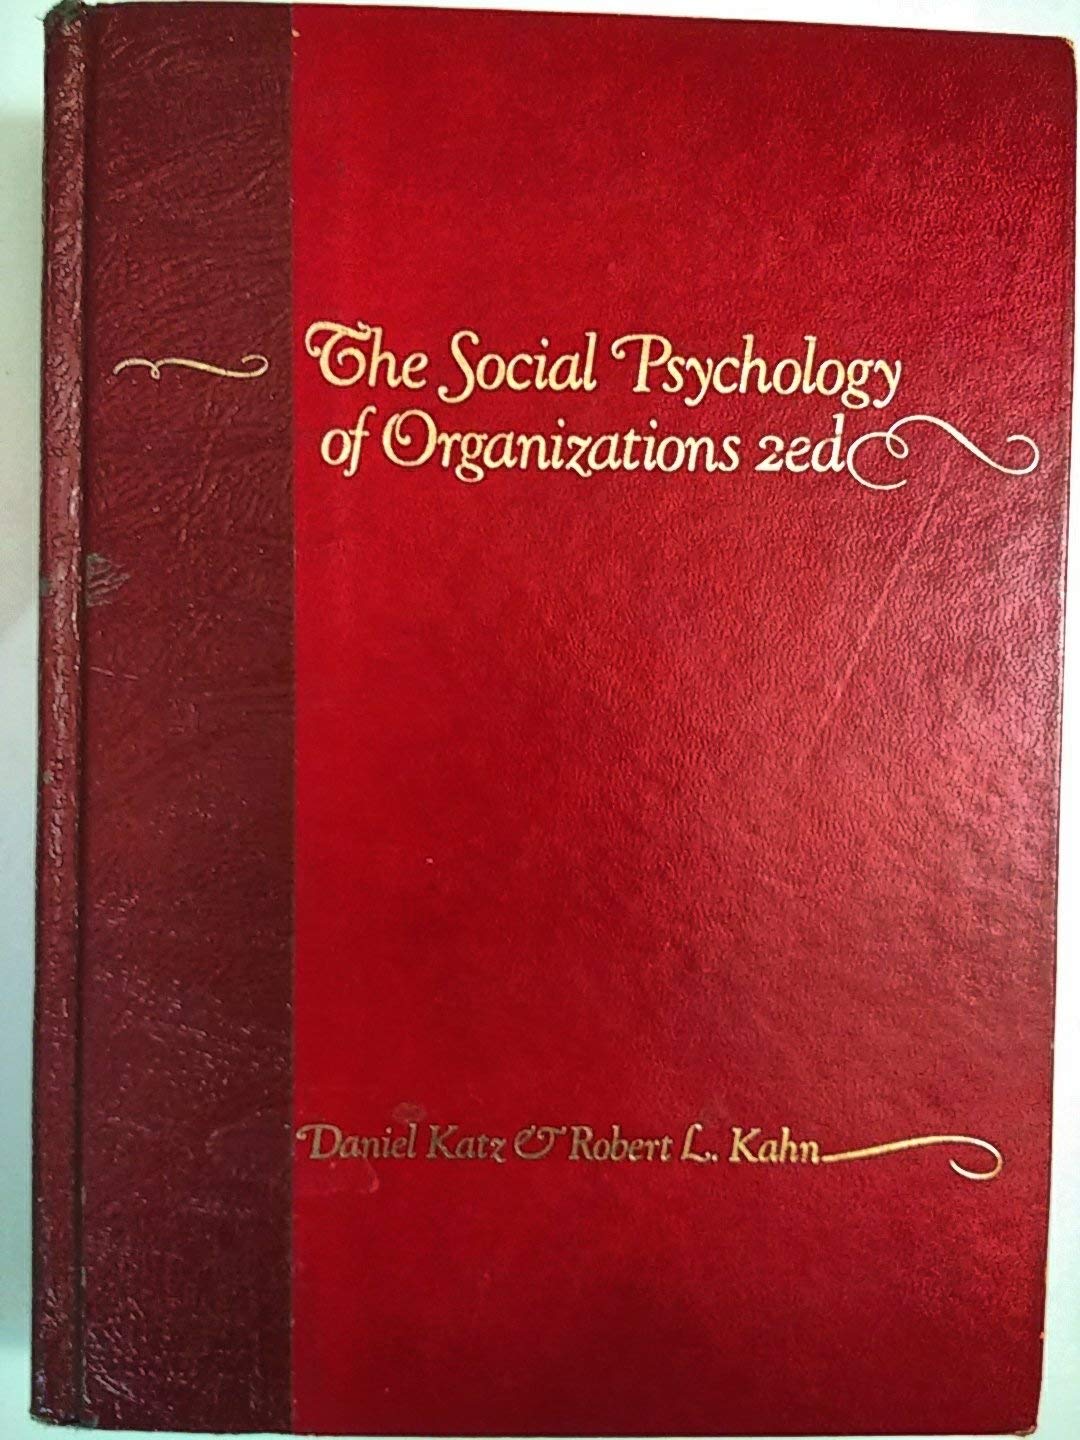 The Social Psychology
of Organizations 2ed
Daniel Katz & Robert L. Kahn